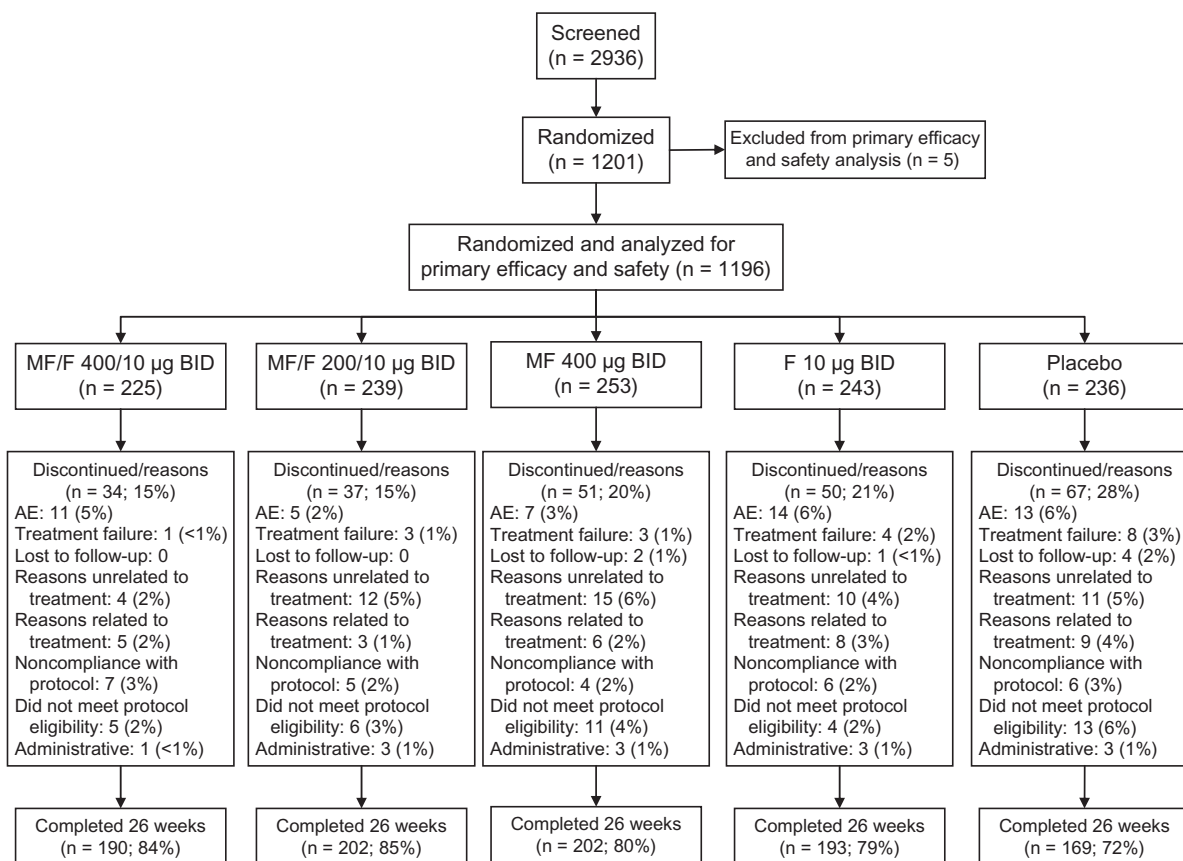 Screened
(n = 2936)
Randomized
(n = 1201)
Excluded from primary efficacy
and safety analysis (n = 5)
Randomized and analyzed for
primary efficacy and safety (n = 1196)
MF/F 400/10 µg BID
(n = 225)
MF/F 200/10 µg BID
(n = 239)
MF 400 µg BID
(n = 253)
F 10 µg BID
(n = 243)
Placebo
(n = 236)
Discontinued/reasons
(n = 34; 15%)
AE: 11 (5%)
Treatment failure: 1 (<1%)
Lost to follow-up: 0
Reasons unrelated to
treatment: 4 (2%)
Reasons related to
treatment: 5 (2%)
Noncompliance with
protocol: 7 (3%)
Did not meet protocol
eligibility: 5 (2%)
Administrative: 1 (<1%)
Discontinued/reasons
(n = 37; 15%)
AE: 5 (2%)
Treatment failure: 3 (1%)
Lost to follow-up: 0
Reasons unrelated to
treatment: 12 (5%)
Reasons related to
treatment: 3 (1%)
Noncompliance with
protocol: 5 (2%)
Did not meet protocol
eligibility: 6 (3%)
Administrative: 3 (1%)
Discontinued/reasons
(n = 51; 20%)
AE: 7 (3%)
Treatment failure: 3 (1%)
Lost to follow-up: 2 (1%)
Reasons unrelated to
treatment: 15 (6%)
Reasons related to
treatment: 6 (2%)
Noncompliance with
protocol: 4 (2%)
Did not meet protocol
eligibility: 11 (4%)
Administrative: 3 (1%)
Discontinued/reasons
(n = 50; 21%)
AE: 14 (6%)
Treatment failure: 4 (2%)
Lost to follow-up: 1 (<1%)
Reasons unrelated to
treatment: 10 (4%)
Reasons related to
treatment: 8 (3%)
Noncompliance with
protocol: 6 (2%)
Did not meet protocol
eligibility: 4 (2%)
Administrative: 3 (1%)
Discontinued/reasons
(n = 67; 28%)
AE: 13 (6%)
Treatment failure: 8 (3%)
Lost to follow-up: 4 (2%)
Reasons unrelated to
treatment: 11 (5%)
Reasons related to
treatment: 9 (4%)
Noncompliance with
protocol: 6 (3%)
Did not meet protocol
eligibility: 13 (6%)
Administrative: 3 (1%)
Completed 26 weeks
(n = 190; 84%)
Completed 26 weeks
(n = 202; 85%)
Completed 26 weeks
(n = 202; 80%)
Completed 26 weeks
(n = 193; 79%)
Completed 26 weeks
(n = 169; 72%)